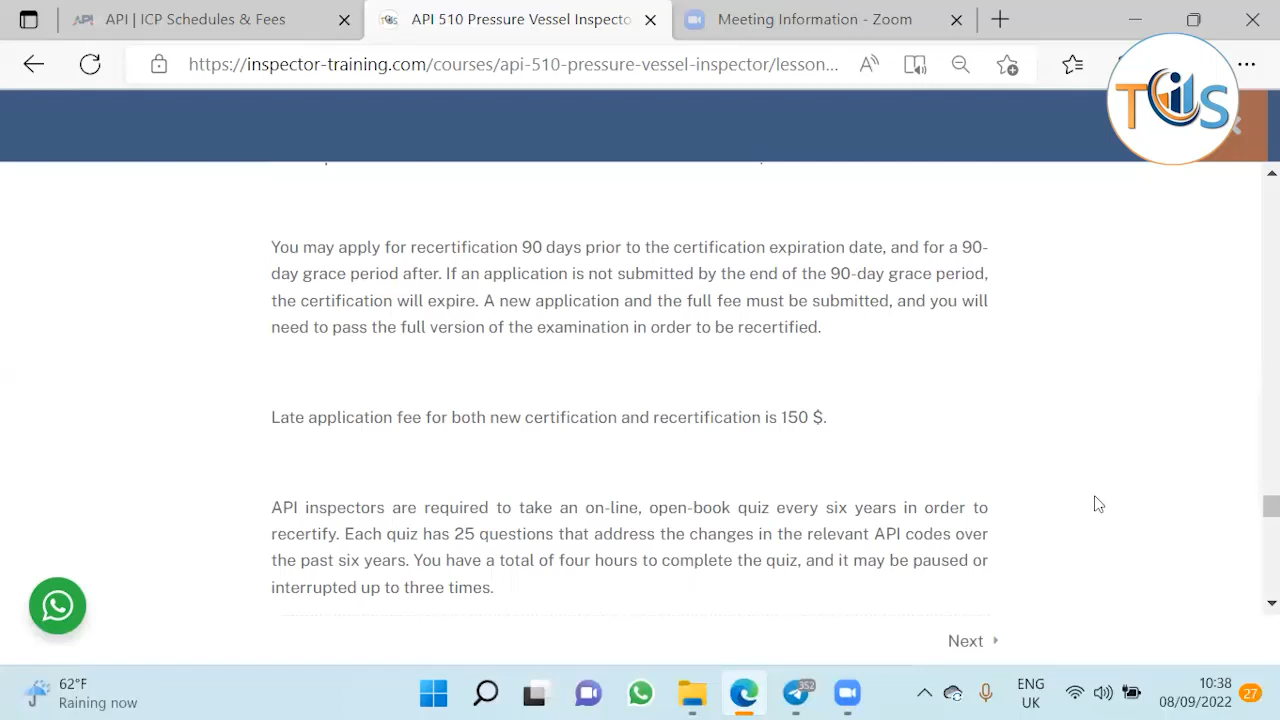 API | ICP Schedules & Fees
API 510 Pressure Vessel Inspecto
Meeting Information - Zoom
https://inspector-training.com/courses/api-510-pressure-vessel-inspector/lesson...
TIS
You may apply for recertification 90 days prior to the certification expiration date, and for a 90-
day grace period after. If an application is not submitted by the end of the 90-day grace period,
the certification will expire. A new application and the full fee must be submitted, and you will
need to pass the full version of the examination in order to be recertified.
Late application fee for both new certification and recertification is 150 $.
API inspectors are required to take an on-line, open-book quiz every six years in order to
recertify. Each quiz has 25 questions that address the changes in the relevant API codes over
the past six years. You have a total of four hours to complete the quiz, and it may be paused or
interrupted up to three times.
Next
62°F
Raining now
352
ENG
UK
10:38
08/09/2022
27